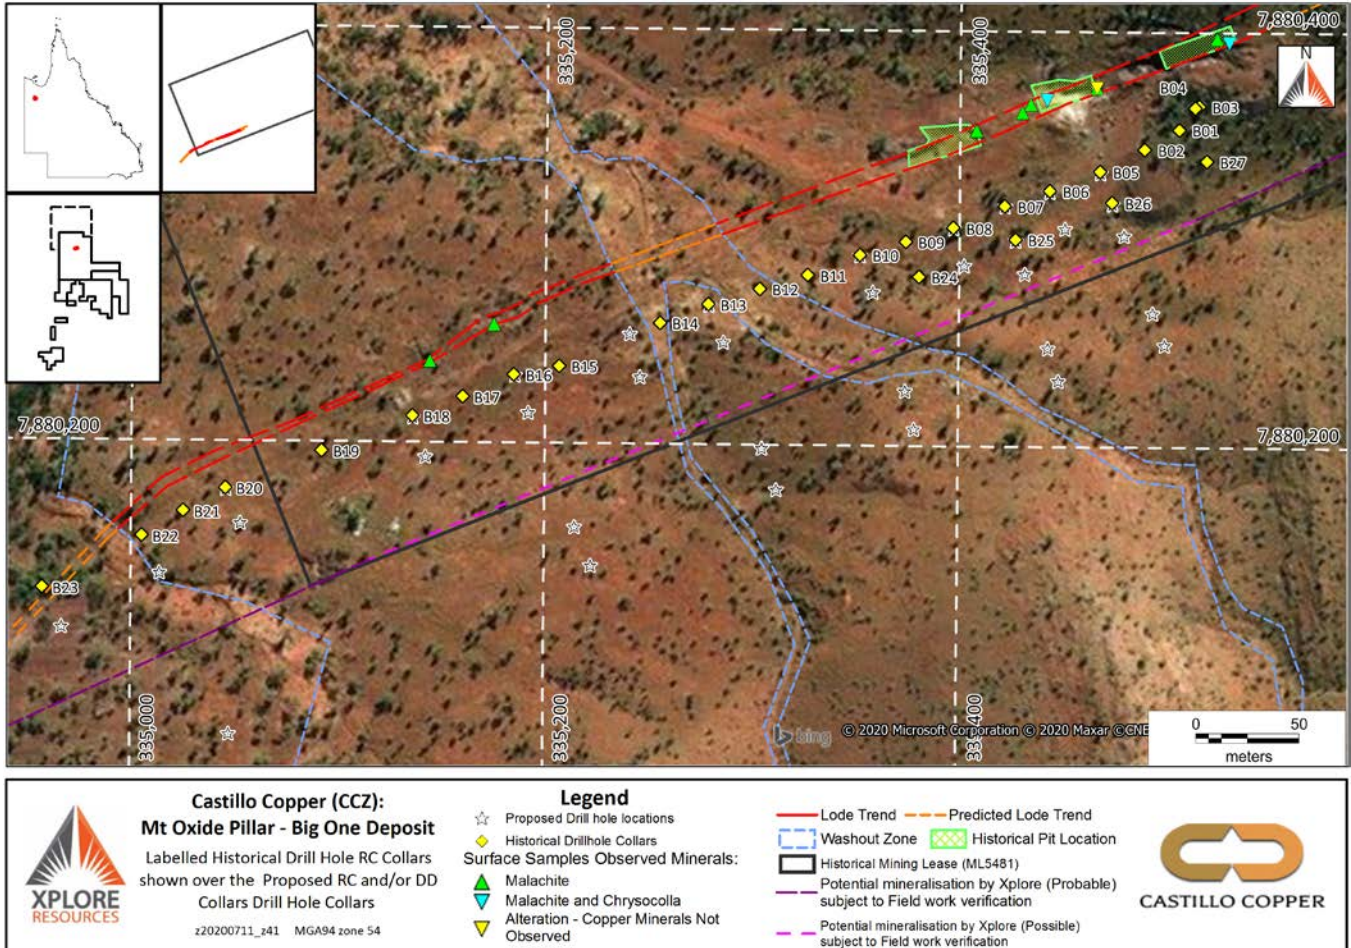 7,880,400
335,200
335,400
N
B04
B03
B01
B02
B27
B05
B06
B26
B07
B08
B25
B09
B10
B24
B11
B12
B13
B14
B15
B16
B17
B18
7,880,200
7,880,200
B19
B20
B21
B22
B23
335,000
335,200
335,400
bing
© 2020 Microsoft Corporation © 2020 Maxar ©CNE
0 50
meters
XPLORE
RESOURCES
Castillo Copper (CCZ):
Mt Oxide Pillar - Big One Deposit
Labelled Historical Drill Hole RC Collars
shown over the Proposed RC and/or DD
Collars Drill Hole Collars
z20200711_z41 MGA94 zone 54
Legend
Proposed Drill hole locations
Historical Drillhole Collars
Surface Samples Observed Minerals:
Malachite
Malachite and Chrysocolla
Alteration - Copper Minerals Not
Observed
Lode Trend
Predicted Lode Trend
Washout Zone
Historical Pit Location
Historical Mining Lease (ML5481)
Potential mineralisation by Xplore (Probable)
subject to Field work verification
Potential mineralisation by Xplore (Possible)
subject to Field work verification
CASTILLO COPPER